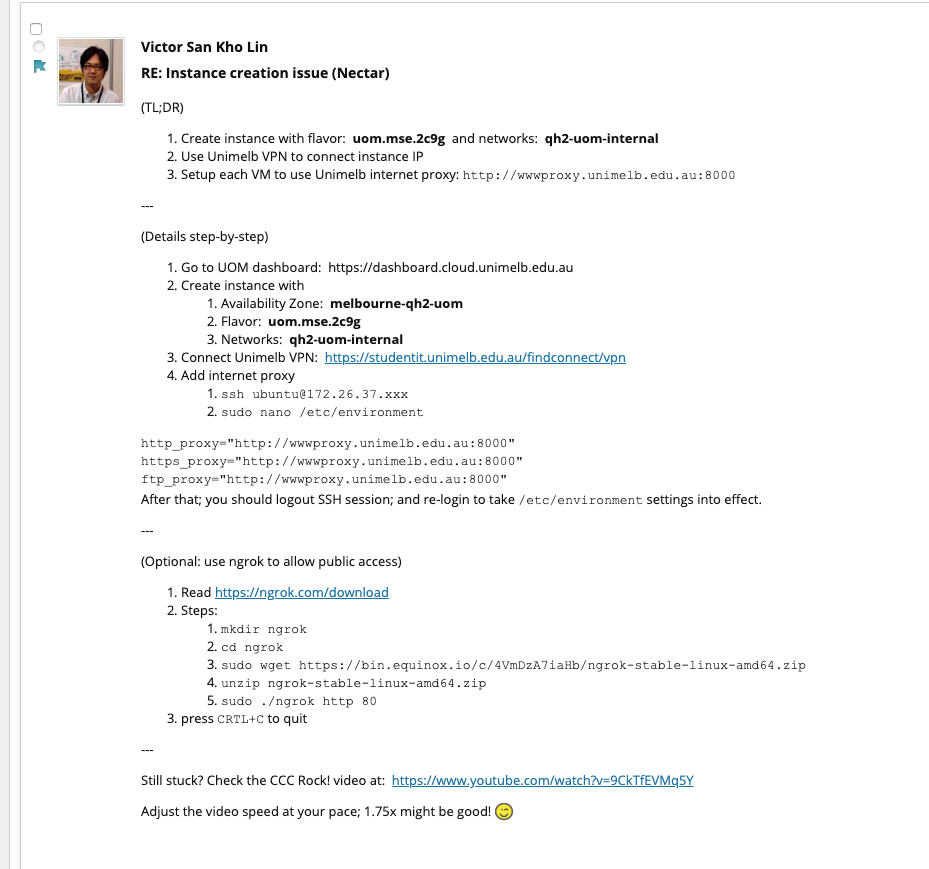 Victor San Kho Lin
RE: Instance creation issue (Nectar)
(TL;DR)
1. Create instance with flavor: uom.mse.2c9g and networks: qh2-uom-internal
2. Use Unimelb VPN to connect instance IP
3. Setup each VM to use Unimelb internet proxy: http://wwwproxy.unimelb.edu.au:8000
---
(Details step-by-step)
1. Go to UOM dashboard: https://dashboard.cloud.unimelb.edu.au
2. Create instance with
1. Availability Zone: melbourne-qh2-uom
2. Flavor: uom.mse.2c9g
3. Networks: qh2-uom-internal
3. Connect Unimelb VPN: https://studentit.unimelb.edu.au/findconnect/vpn
4. Add internet proxy
1. ssh ubuntu@172.26.37.xxx
2. sudo nano /etc/environment
http_proxy="http://wwwproxy.unimelb.edu.au:8000"
https_proxy="http://wwwproxy.unimelb.edu.au:8000"
ftp_proxy="http://wwwproxy.unimelb.edu.au:8000"
After that; you should logout SSH session; and re-login to take /etc/environment settings into effect.
---
(Optional: use ngrok to allow public access)
1. Read https://ngrok.com/download
2. Steps:
1. mkdir ngrok
2. cd ngrok
3. sudo wget https://bin.equinox.io/c/4VmDzA7iaHb/ngrok-stable-linux-amd64.zip
4. unzip ngrok-stable-linux-amd64.zip
5. sudo ./ngrok http 80
3. press CRTL+C to quit
---
Still stuck? Check the CCC Rock! video at: https://www.youtube.com/watch?v=9CkTfEVMq5Y
Adjust the video speed at your pace; 1.75x might be good!